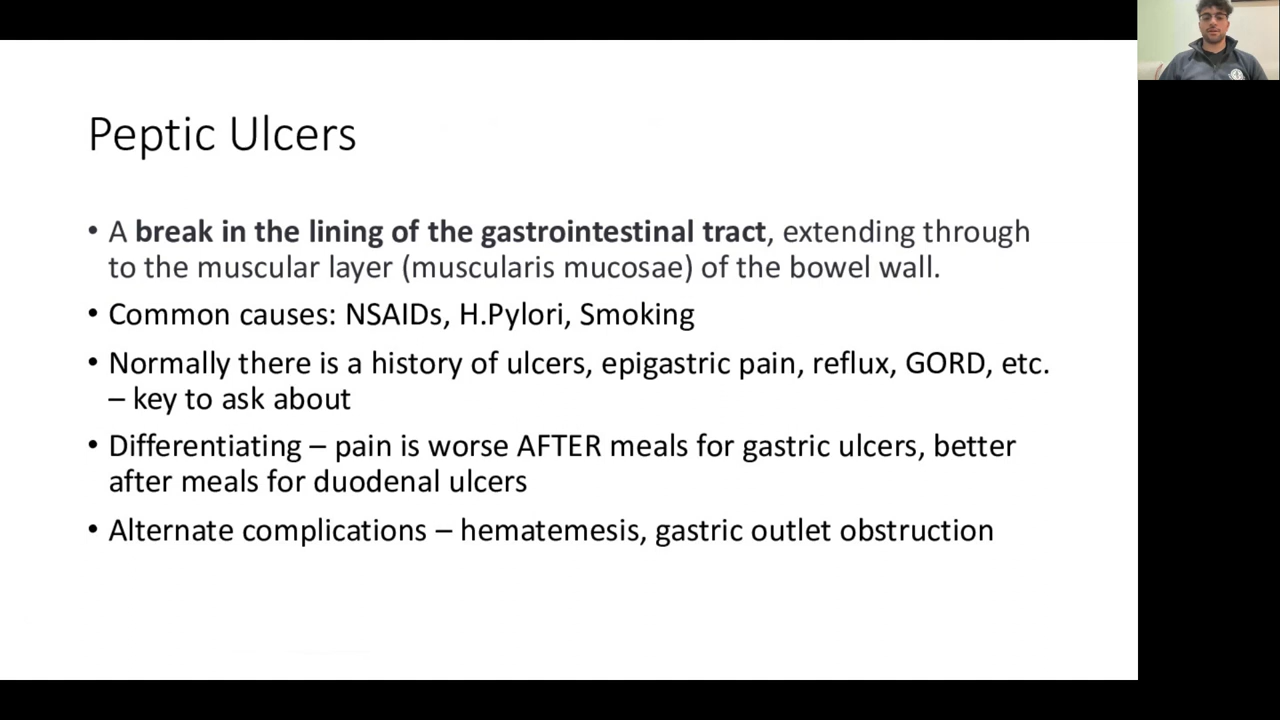 Peptic Ulcers
• A break in the lining of the gastrointestinal tract, extending through
to the muscular layer (muscularis mucosae) of the bowel wall.
• Common causes: NSAIDs, H.Pylori, Smoking
• Normally there is a history of ulcers, epigastric pain, reflux, GORD, etc.
– key to ask about
• Differentiating – pain is worse AFTER meals for gastric ulcers, better
after meals for duodenal ulcers
• Alternate complications – hematemesis, gastric outlet obstruction